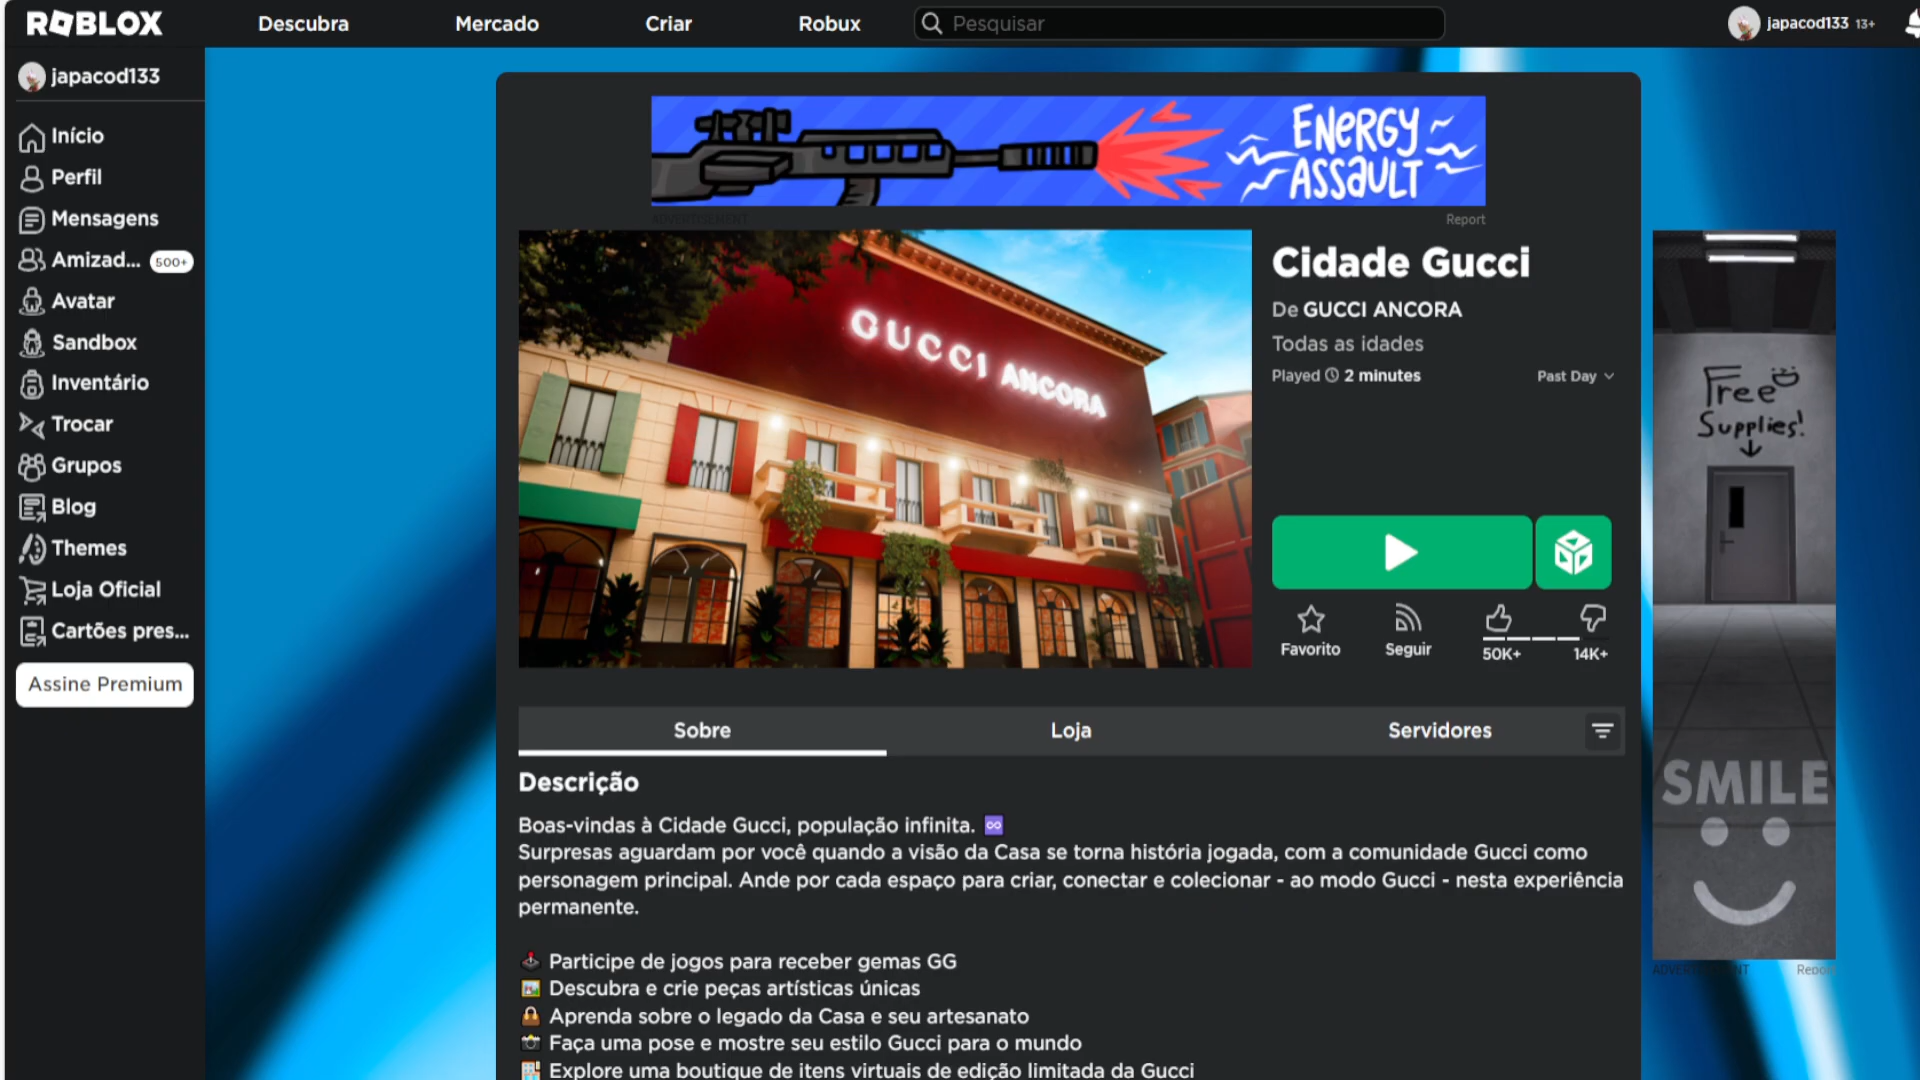 ROBLOX
Descubra
Mercado
Criar
Robux
Pesquisar
japacod133 13+
japacod133
Início
Perfil
Mensagens
Amizad... 500+
Avatar
Sandbox
Inventário
Trocar
Grupos
Blog
Themes
Loja Oficial
Cartões pres...
Assine Premium
ENERGY
ASSAULT
ADVERTISEMENT
Report
GUCCI ANCORA
Cidade Gucci
De GUCCI ANCORA
Todas as idades
Played 2 minutes
Past Day
Favorito
Seguir
50K+
14K+
Free
Supplies!
SMILE
ADVERTISEMENT
Report
Sobre
Loja
Servidores
Descrição
Boas-vindas à Cidade Gucci, população infinita. ♾️
Surpresas aguardam por você quando a visão da Casa se torna história jogada, com a comunidade Gucci como
personagem principal. Ande por cada espaço para criar, conectar e colecionar - ao modo Gucci - nesta experiência
permanente.
🕹️ Participe de jogos para receber gemas GG
🖼️ Descubra e crie peças artísticas únicas
👜 Aprenda sobre o legado da Casa e seu artesanato
📸 Faça uma pose e mostre seu estilo Gucci para o mundo
🏪 Explore uma boutique de itens virtuais de edição limitada da Gucci